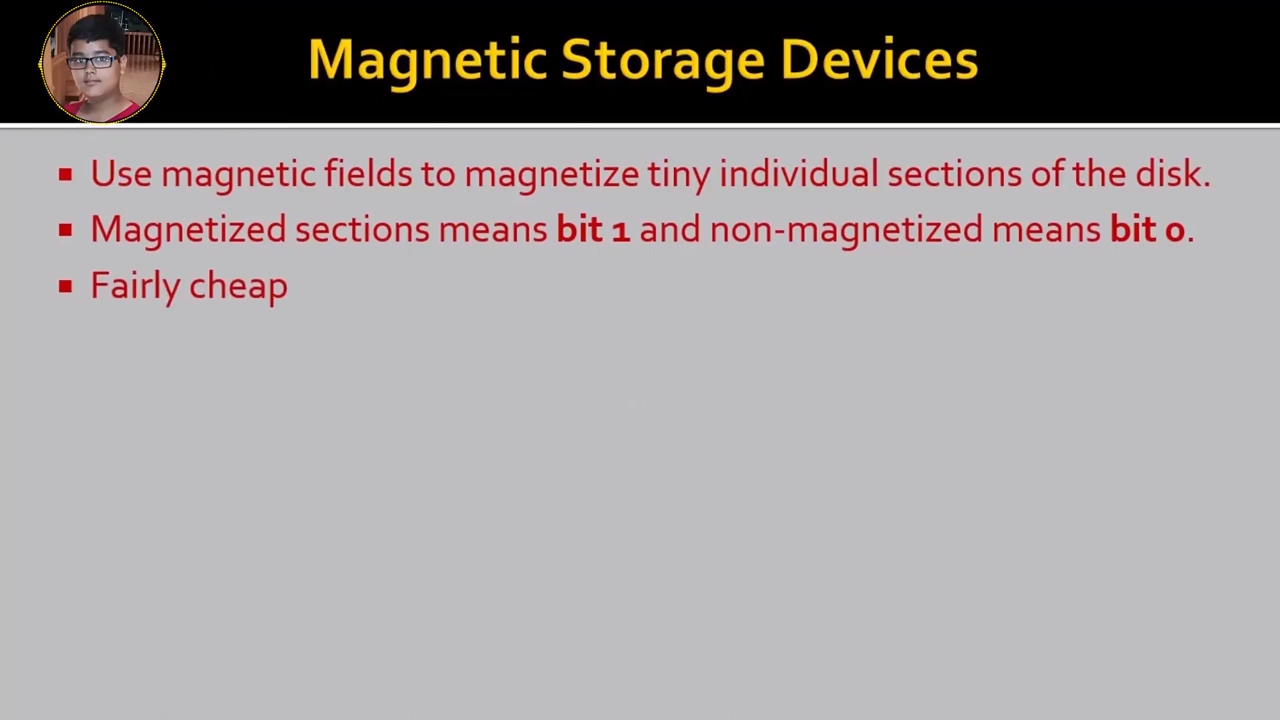 Magnetic Storage Devices
Use magnetic fields to magnetize tiny individual sections of the disk.
Magnetized sections means bit 1 and non-magnetized means bit 0.
Fairly cheap